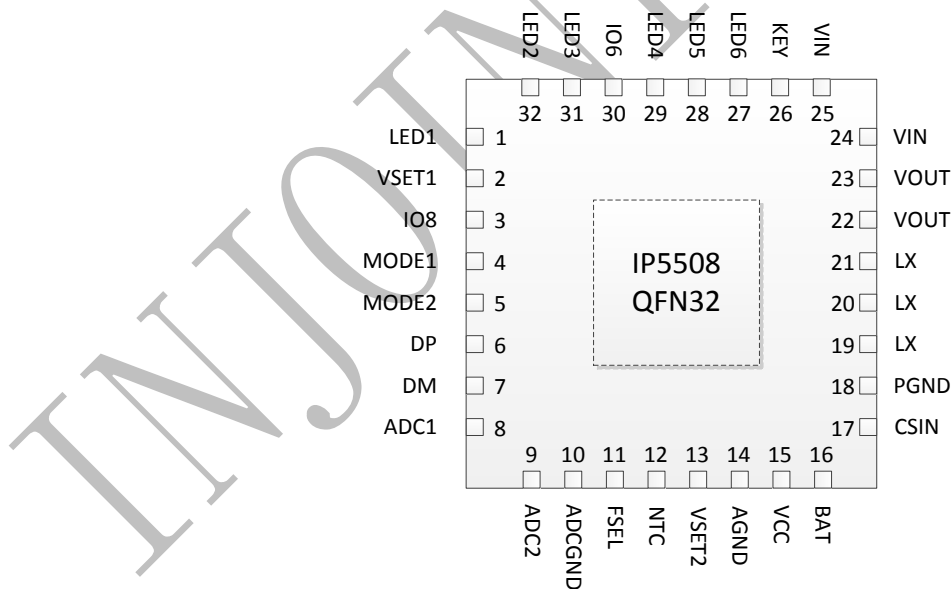 LED2 LED3 IO6 LED4 LED5 LED6 KEY VIN
32 31 30 29 28 27 26 25
LED1 1 24 VIN
VSET1 2 23 VOUT
IO8 3 22 VOUT
MODE1 4 21 LX
IP5508
MODE2 5 20 LX
QFN32
DP 6 19 LX
DM 7 18 PGND
ADC1 8 17 CSIN
9 10 11 12 13 14 15 16
ADC2 ADCGND FSEL NTC VSET2 AGND VCC BAT
INJOIN